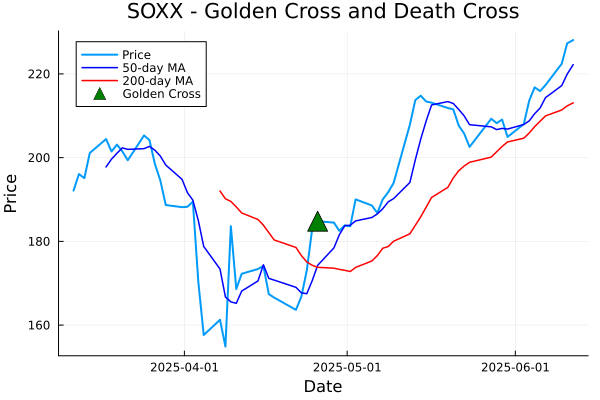 SOXX - Golden Cross and Death Cross
Price
50-day MA
200-day MA
Golden Cross
220
200
180
160
Price
2025-04-01
2025-05-01
2025-06-01
Date